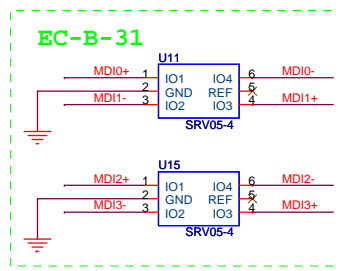 EC-B-31
U11
MDI0+ 1 IO1 IO4 6 MDI0-
2 GND REF 5
MDI1- 3 IO2 IO3 4 MDI1+
SRV05-4
U15
MDI2+ 1 IO1 IO4 6 MDI2-
2 GND REF 5
MDI3- 3 IO2 IO3 4 MDI3+
SRV05-4